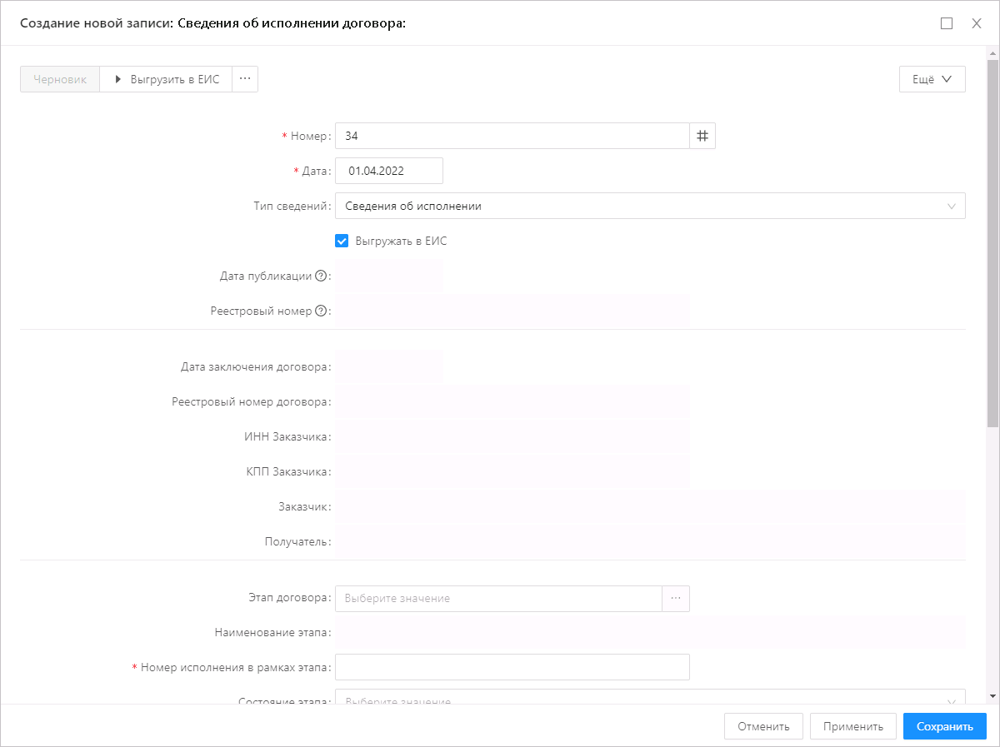 Создание новой записи: Сведения об исполнении договора:
Черновик Выгрузить в ЕИС ... Ещё
* Номер: 34 #
* Дата: 01.04.2022
Тип сведений: Сведения об исполнении
Выгружать в ЕИС
Дата публикации ? :
Реестровый номер ? :
Дата заключения договора:
Реестровый номер договора:
ИНН Заказчика:
КПП Заказчика:
Заказчик:
Получатель:
Этап договора: Выберите значение ...
Наименование этапа:
* Номер исполнения в рамках этапа:
Состояние этапа: Выберите значение
Отменить Применить Сохранить